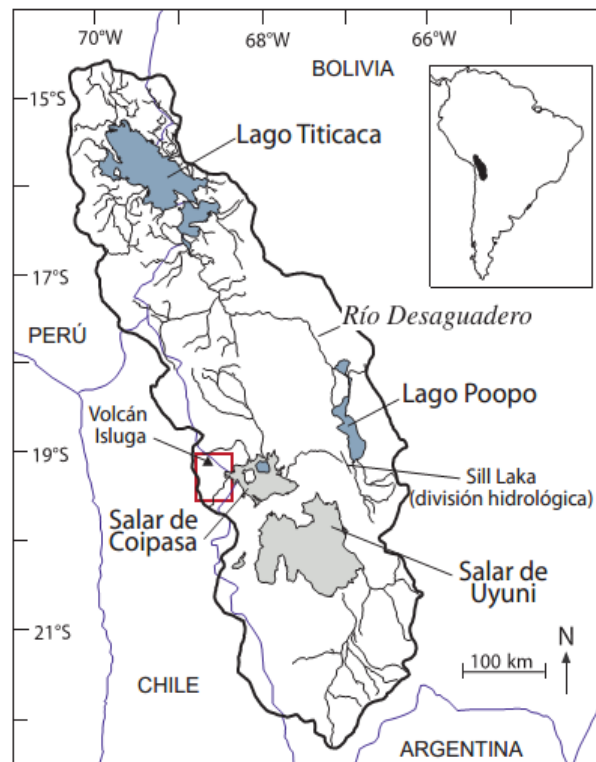 70°W
68°W
66°W
BOLIVIA
15°S
Lago Titicaca
17°S
Río Desaguadero
PERÚ
Lago Poopo
Volcán
Isluga
19°S
Sill Laka
(división hidrológica)
Salar de
Coipasa
Salar de
Uyuni
21°S
N
100 km
CHILE
ARGENTINA